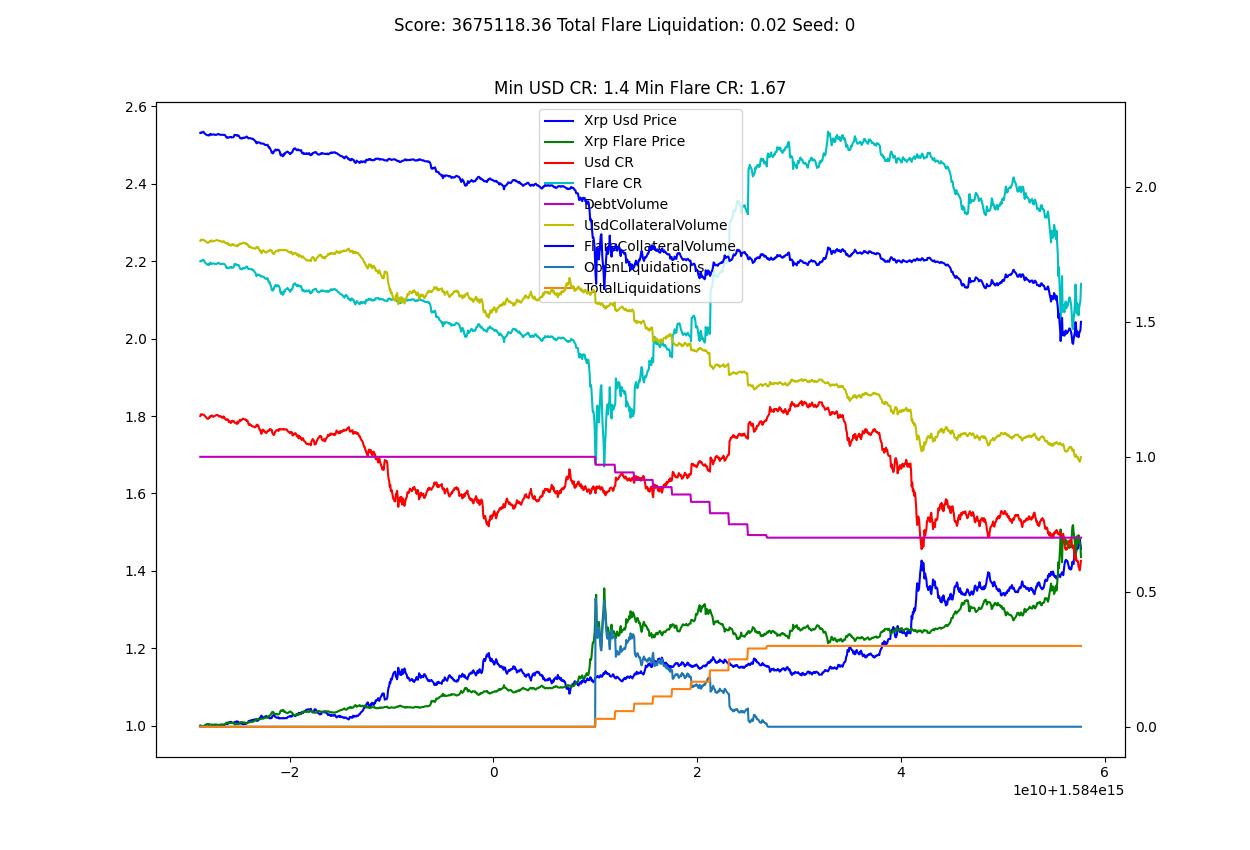 Score: 3675118.36 Total Flare Liquidation: 0.02 Seed: 0
Min USD CR: 1.4 Min Flare CR: 1.67
2.6
2.4
2.2
2.0
1.8
1.6
1.4
1.2
1.0
Xrp Usd Price
Xrp Flare Price
Usd CR
Flare CR
DebtVolume
UsdCollateralVolume
FlareCollateralVolume
OpenLiquidations
TotalLiquidations
2.0
1.5
1.0
0.5
0.0
−2
0
2
4
6
1e10+1.584e15